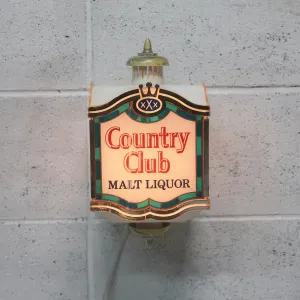 XXX
Country
Club
MALT LIQUOR